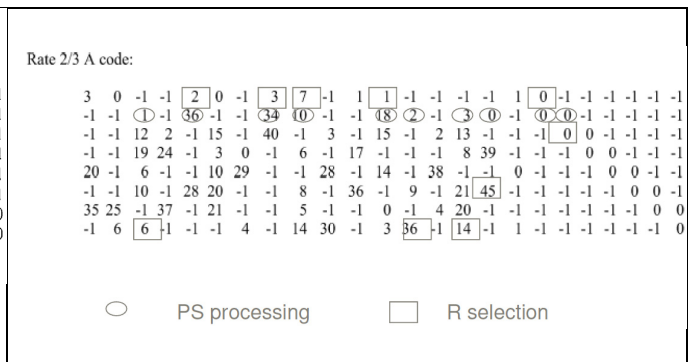 Rate 2/3 A code:
3 0 -1 -1 2 0 -1 3 7 -1 1 1 -1 -1 -1 -1 1 0 -1 -1 -1 -1 -1 -1
-1 -1 1 -1 36 -1 -1 34 10 -1 -1 18 2 -1 3 0 -1 0 0 -1 -1 -1 -1 -1
-1 -1 12 2 -1 15 -1 40 -1 3 -1 15 -1 2 13 -1 -1 -1 0 0 -1 -1 -1 -1
-1 -1 19 24 -1 3 0 -1 6 -1 17 -1 -1 -1 8 39 -1 -1 -1 0 0 -1 -1 -1
20 -1 6 -1 -1 10 29 -1 -1 28 -1 14 -1 38 -1 -1 0 -1 -1 -1 0 0 -1 -1
-1 -1 10 -1 28 20 -1 -1 8 -1 36 -1 9 -1 21 45 -1 -1 -1 -1 -1 0 0 -1
35 25 -1 37 -1 21 -1 -1 5 -1 -1 0 -1 4 20 -1 -1 -1 -1 -1 -1 -1 0 0
-1 6 6 -1 -1 -1 4 -1 14 30 -1 3 36 -1 14 -1 1 -1 -1 -1 -1 -1 -1 0
PS processing R selection